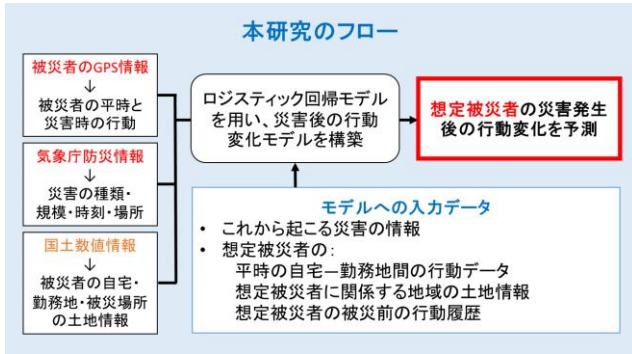 本研究のフロー
被災者のGPS情報
↓
被災者の平時と
災害時の行動
気象庁防災情報
↓
災害の種類・
規模・時刻・場所
国土数値情報
↓
被災者の自宅・
勤務地・被災場所
の土地情報
ロジスティック回帰モデル
を用い、災害後の行動
変化モデルを構築
想定被災者の災害発生
後の行動変化を予測
モデルへの入力データ
• これから起こる災害の情報
• 想定被災者の:
平時の自宅―勤務地間の行動データ
想定被災者に関係する地域の土地情報
想定被災者の被災前の行動履歴